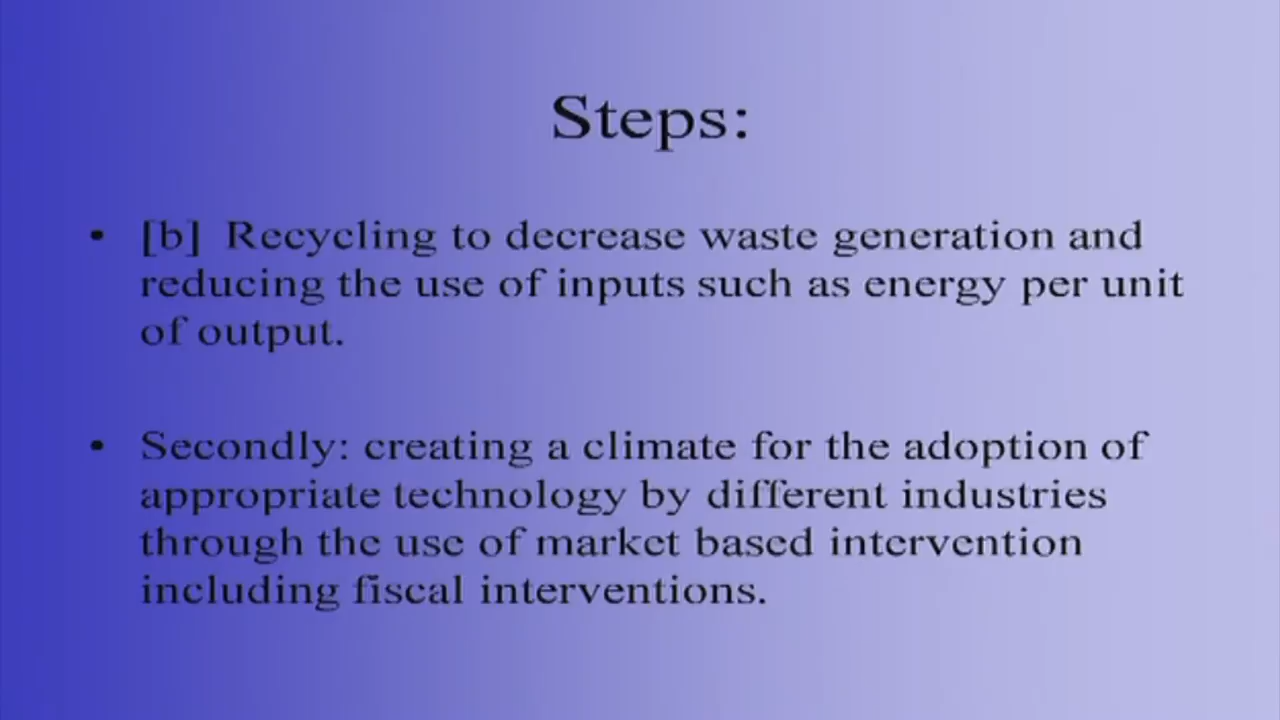 Steps:
• [b] Recycling to decrease waste generation and
reducing the use of inputs such as energy per unit
of output.
• Secondly: creating a climate for the adoption of
appropriate technology by different industries
through the use of market based intervention
including fiscal interventions.